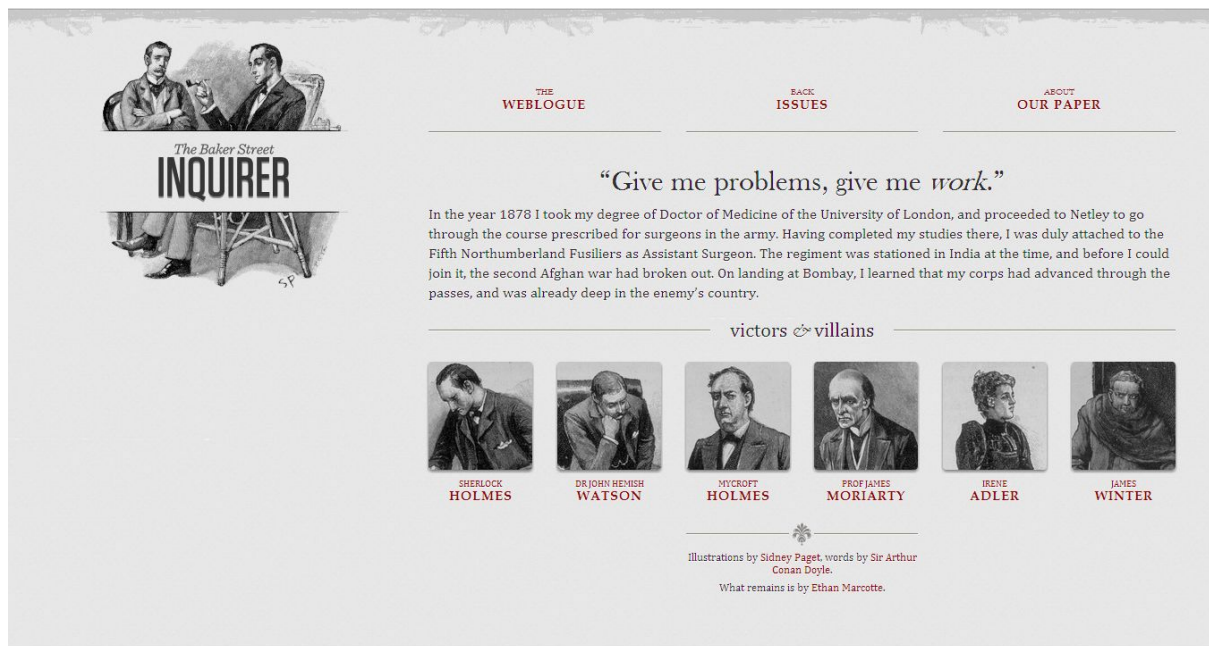 The Baker Street
INQUIRER
SP
THE
WEBLOGUE
BACK
ISSUES
ABOUT
OUR PAPER
“Give me problems, give me work.”
In the year 1878 I took my degree of Doctor of Medicine of the University of London, and proceeded to Netley to go
through the course prescribed for surgeons in the army. Having completed my studies there, I was duly attached to the
Fifth Northumberland Fusiliers as Assistant Surgeon. The regiment was stationed in India at the time, and before I could
join it, the second Afghan war had broken out. On landing at Bombay, I learned that my corps had advanced through the
passes, and was already deep in the enemy’s country.
victors & villains
SHERLOCK
HOLMES
DR JOHN HEMISH
WATSON
MYCROFT
HOLMES
PROF JAMES
MORIARTY
IRENE
ADLER
JAMES
WINTER
Illustrations by Sidney Paget, words by Sir Arthur
Conan Doyle.
What remains is by Ethan Marcotte.